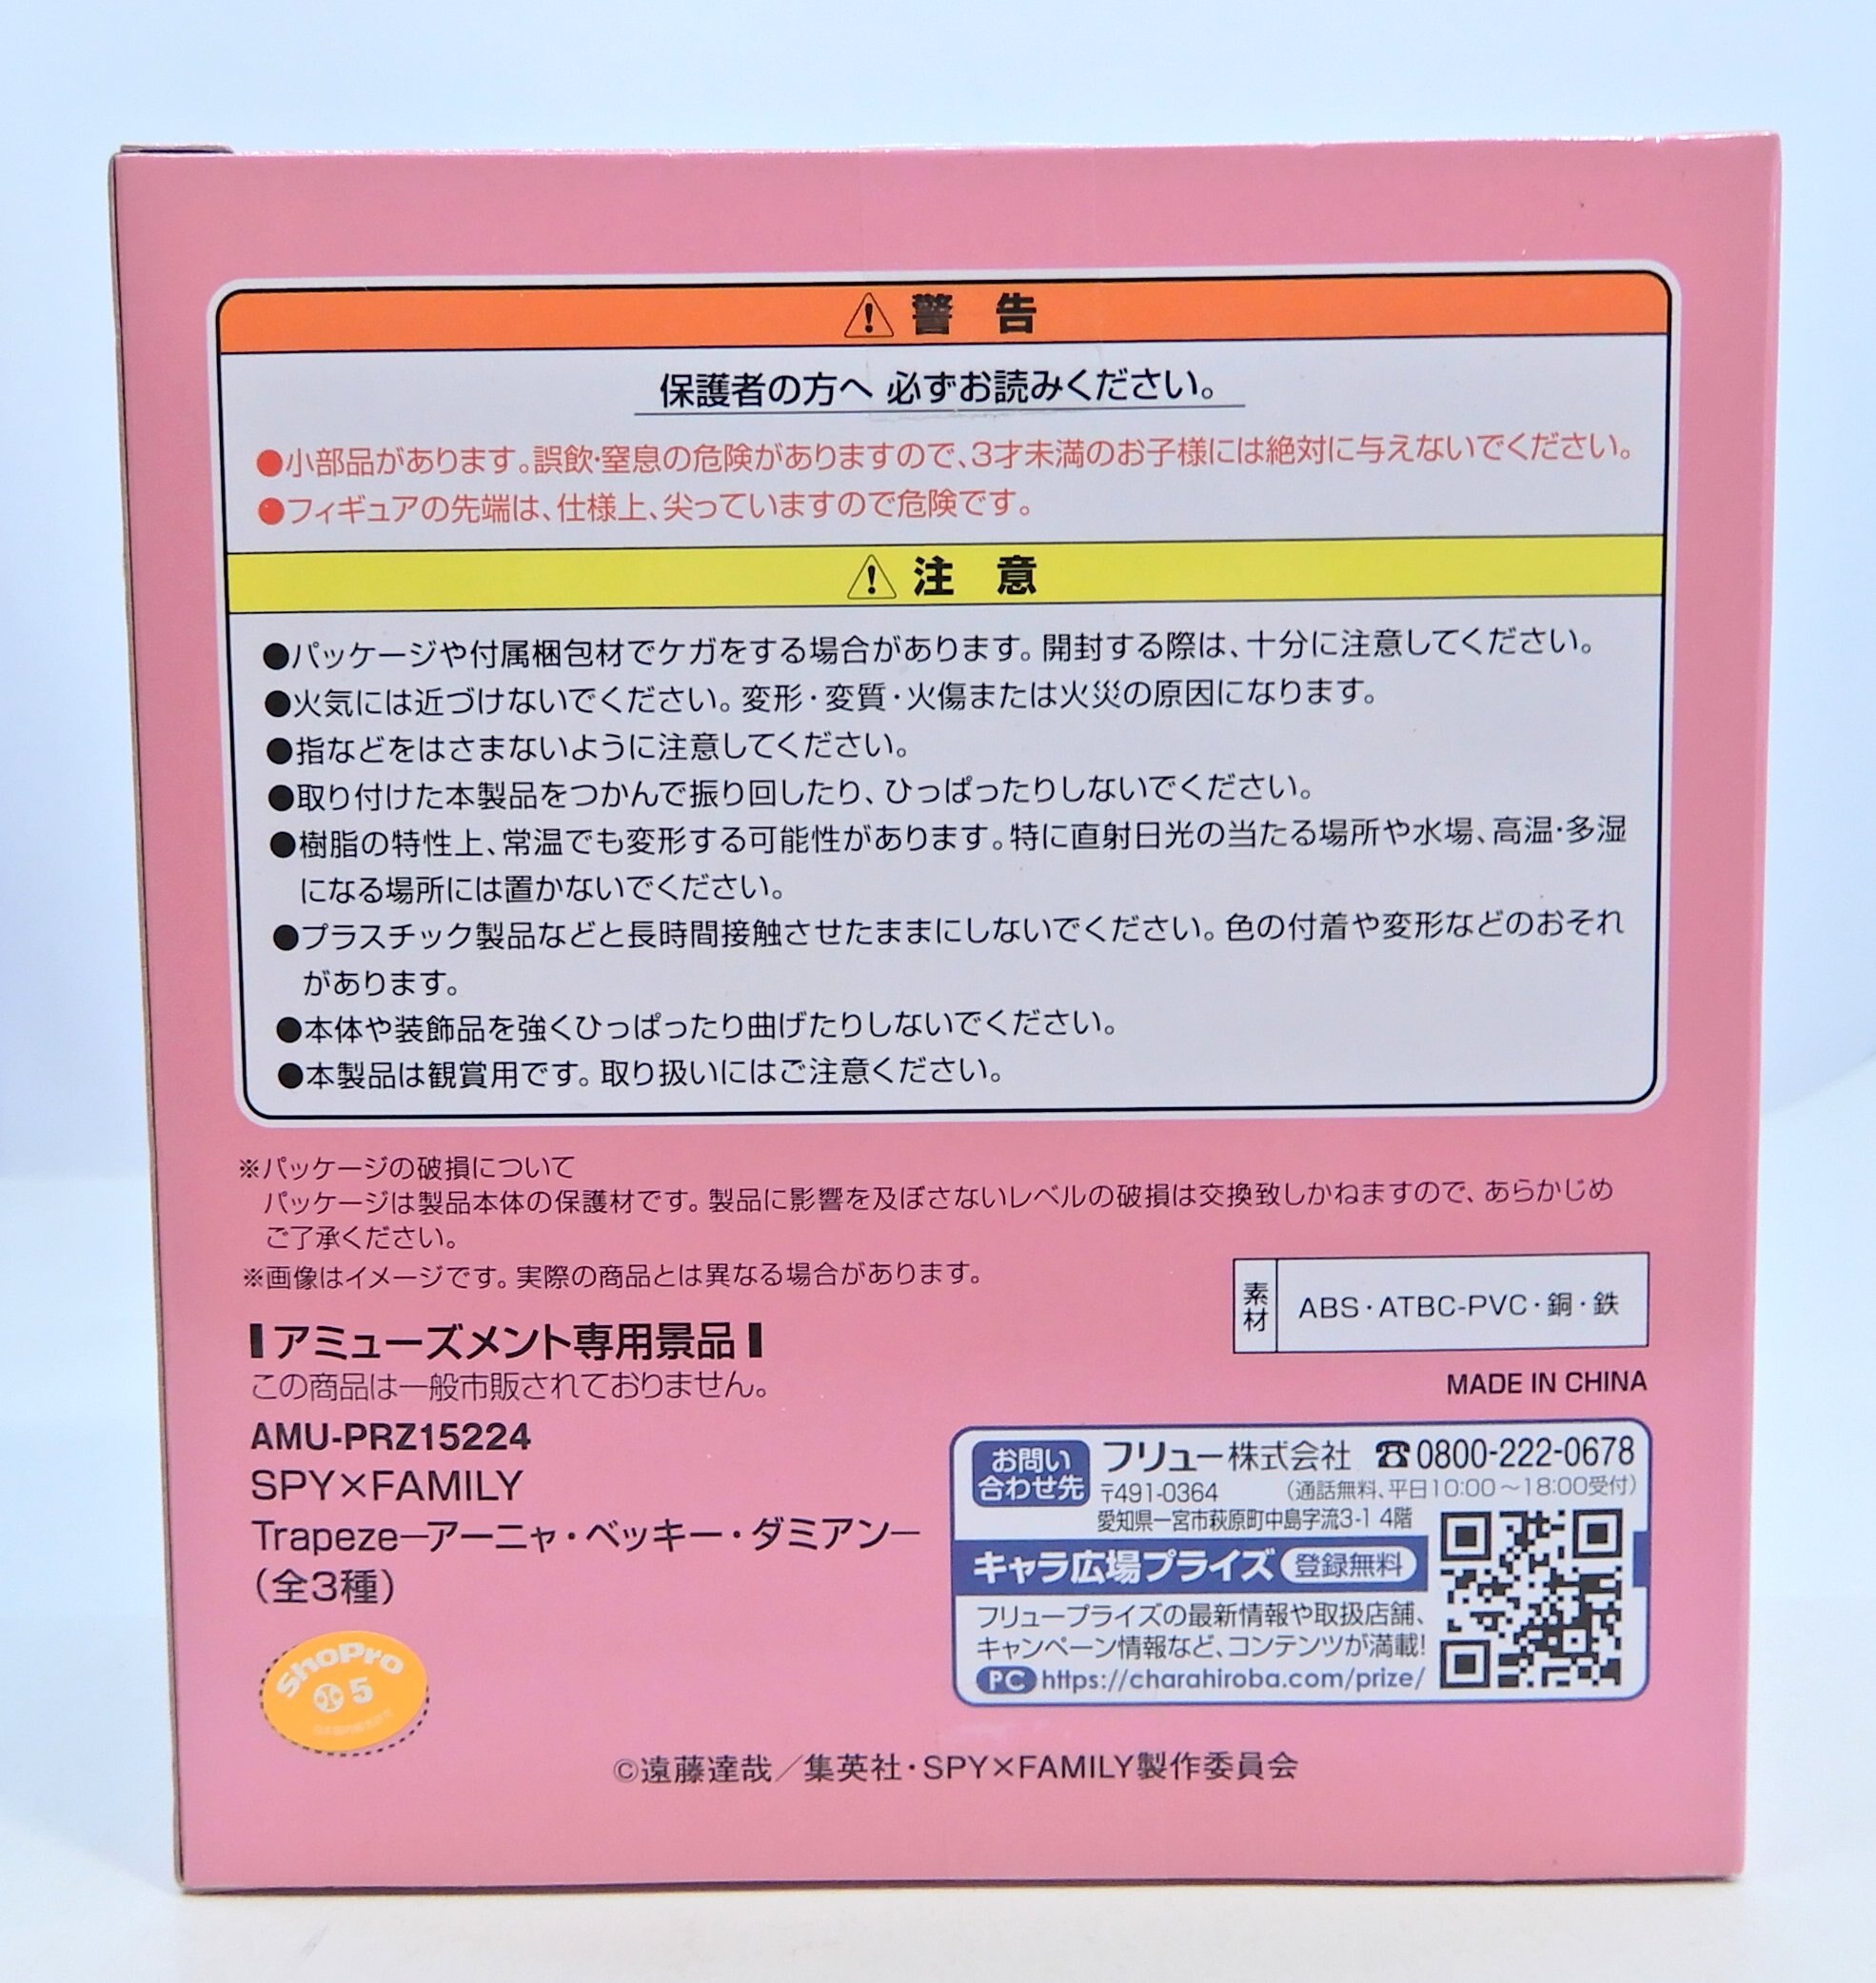 ⚠ 警 告
保護者の方へ 必ずお読みください。
●小部品があります。誤飲・窒息の危険がありますので、3才未満のお子様には絶対に与えないでください。
●フィギュアの先端は、仕様上、尖っていますので危険です。
⚠ 注 意
●パッケージや付属梱包材でケガをする場合があります。開封する際は、十分に注意してください。
●火気には近づけないでください。変形・変質・火傷または火災の原因になります。
●指などをはさまないように注意してください。
●取り付けた本製品をつかんで振り回したり、ひっぱったりしないでください。
●樹脂の特性上、常温でも変形する可能性があります。特に直射日光の当たる場所や水場、高温・多湿
になる場所には置かないでください。
●プラスチック製品などと長時間接触させたままにしないでください。色の付着や変形などのおそれ
があります。
●本体や装飾品を強くひっぱったり曲げたりしないでください。
●本製品は観賞用です。取り扱いにはご注意ください。
※パッケージの破損について
パッケージは製品本体の保護材です。製品に影響を及ぼさないレベルの破損は交換致しかねますので、あらかじめ
ご了承ください。
※画像はイメージです。実際の商品とは異なる場合があります。
素材 ABS・ATBC-PVC・銅・鉄
MADE IN CHINA
アミューズメント専用景品
この商品は一般市販されておりません。
AMU-PRZ15224
SPY×FAMILY
Trapeze―アーニャ・ベッキー・ダミアン―
(全3種)
ShoPro
5
お問い
合わせ先
フリュー株式会社 ☎0800-222-0678
〒491-0364 (通話無料、平日10:00～18:00受付)
愛知県一宮市萩原町中島字流3-1 4階
キャラ広場プライズ 登録無料
フリュープライズの最新情報や取扱店舗、
キャンペーン情報など、コンテンツが満載!
PC https://charahiroba.com/prize/
©遠藤達哉／集英社・SPY×FAMILY製作委員会